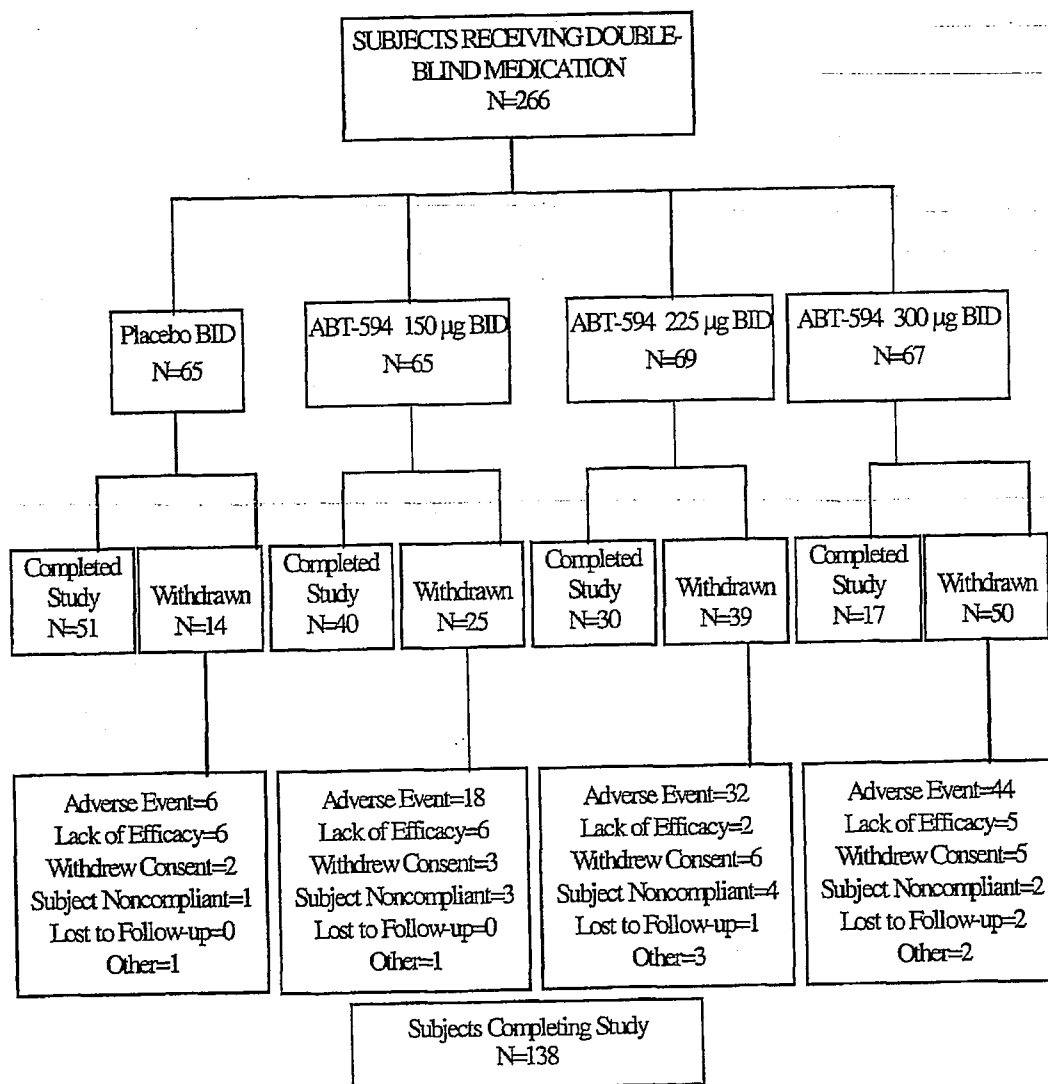 SUBJECTS RECEIVING DOUBLE-
BLIND MEDICATION
N=266
Placebo BID
N=65
ABT-594 150 µg BID
N=65
ABT-594 225 µg BID
N=69
ABT-594 300 µg BID
N=67
Completed
Study
N=51
Withdrawn
N=14
Completed
Study
N=40
Withdrawn
N=25
Completed
Study
N=30
Withdrawn
N=39
Completed
Study
N=17
Withdrawn
N=50
Adverse Event=6
Lack of Efficacy=6
Withdrew Consent=2
Subject Noncompliant=1
Lost to Follow-up=0
Other=1
Adverse Event=18
Lack of Efficacy=6
Withdrew Consent=3
Subject Noncompliant=3
Lost to Follow-up=0
Other=1
Adverse Event=32
Lack of Efficacy=2
Withdrew Consent=6
Subject Noncompliant=4
Lost to Follow-up=1
Other=3
Adverse Event=44
Lack of Efficacy=5
Withdrew Consent=5
Subject Noncompliant=2
Lost to Follow-up=2
Other=2
Subjects Completing Study
N=138